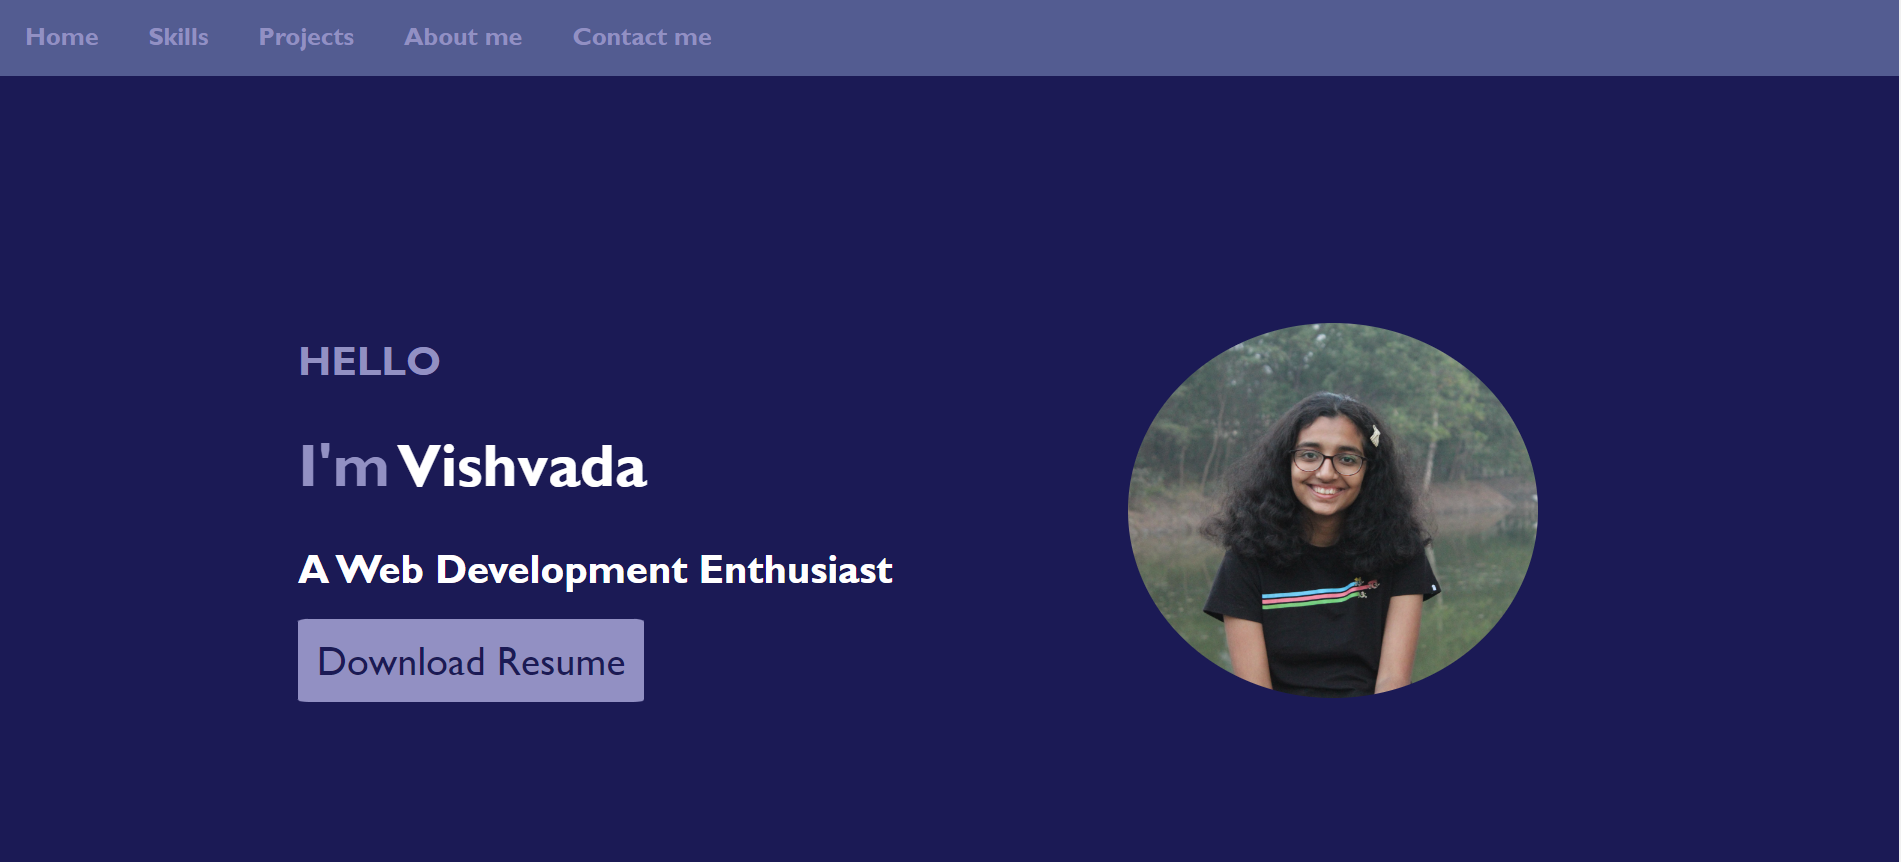 Home Skills Projects About me Contact me
HELLO
I'm Vishvada
A Web Development Enthusiast
Download Resume